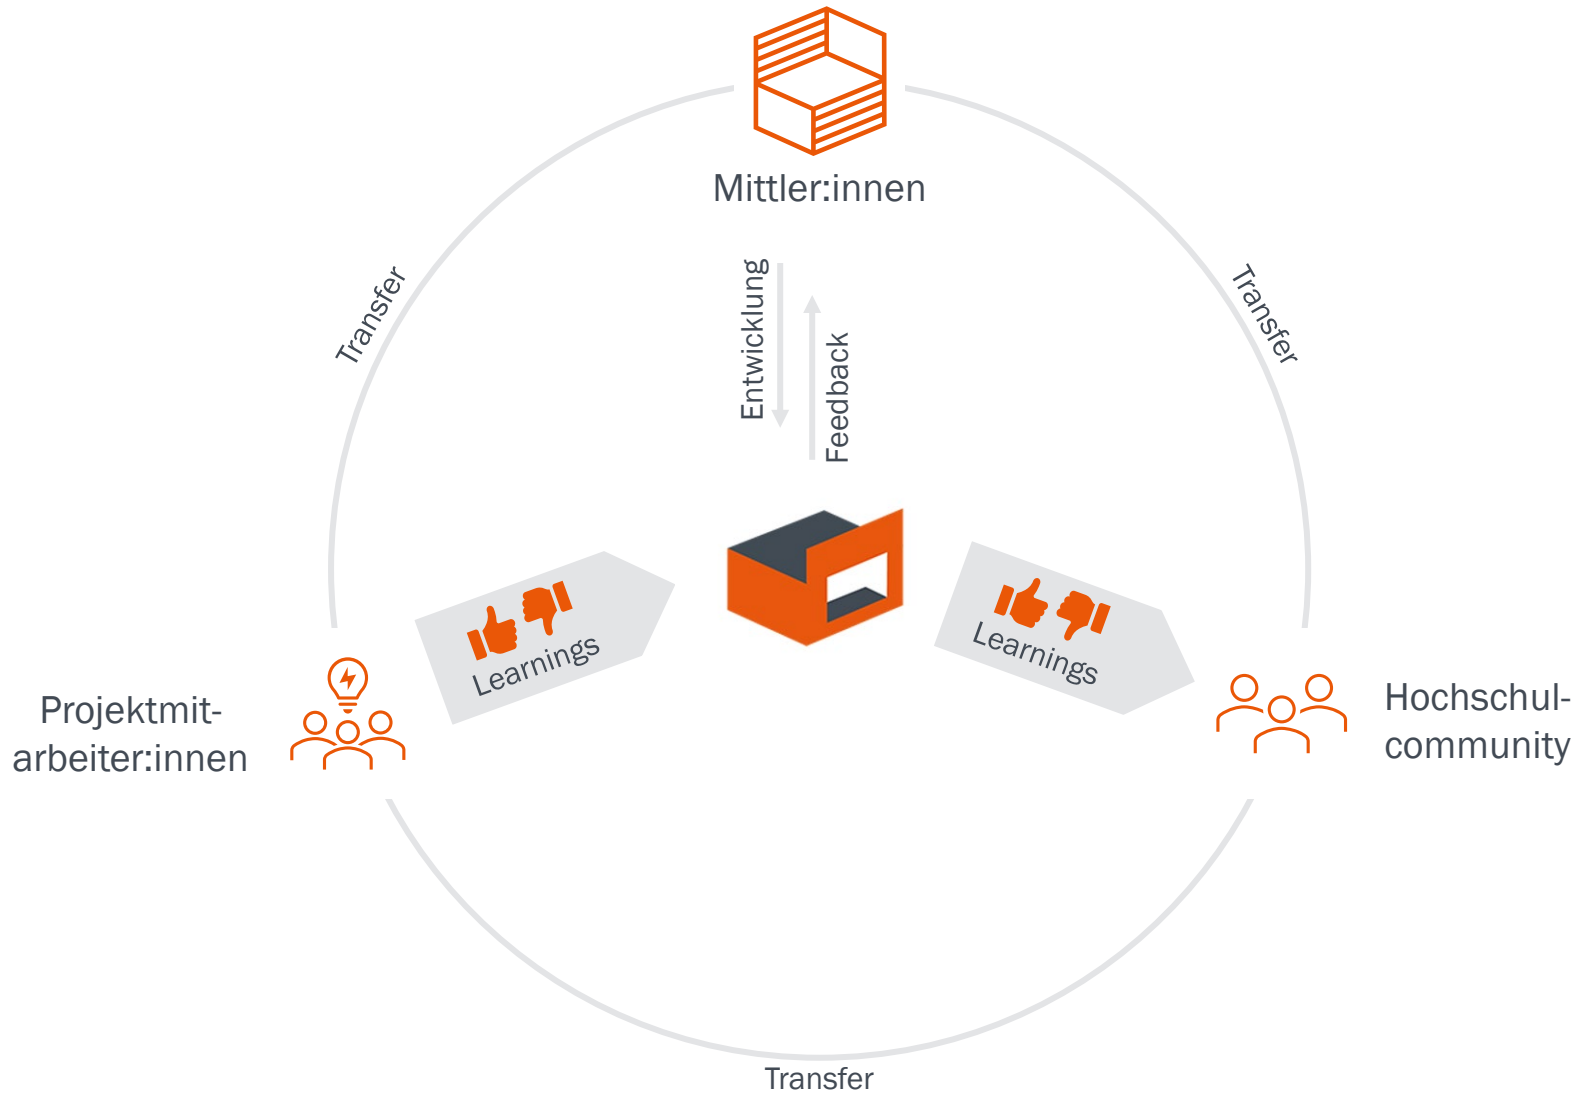 Mittler:innen
Transfer
Transfer
Entwicklung
Feedback
Learnings
Learnings
Projektmit-
arbeiter:innen
Hochschul-
community
Transfer